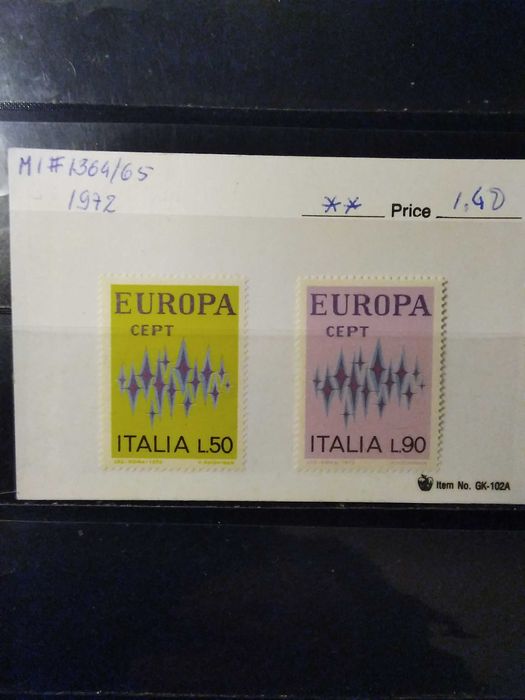 MI#1364/65
1972
** Price 1.40
EUROPA
CEPT
ITALIA L.50
EUROPA
CEPT
ITALIA L.90
Item No. GK-102A